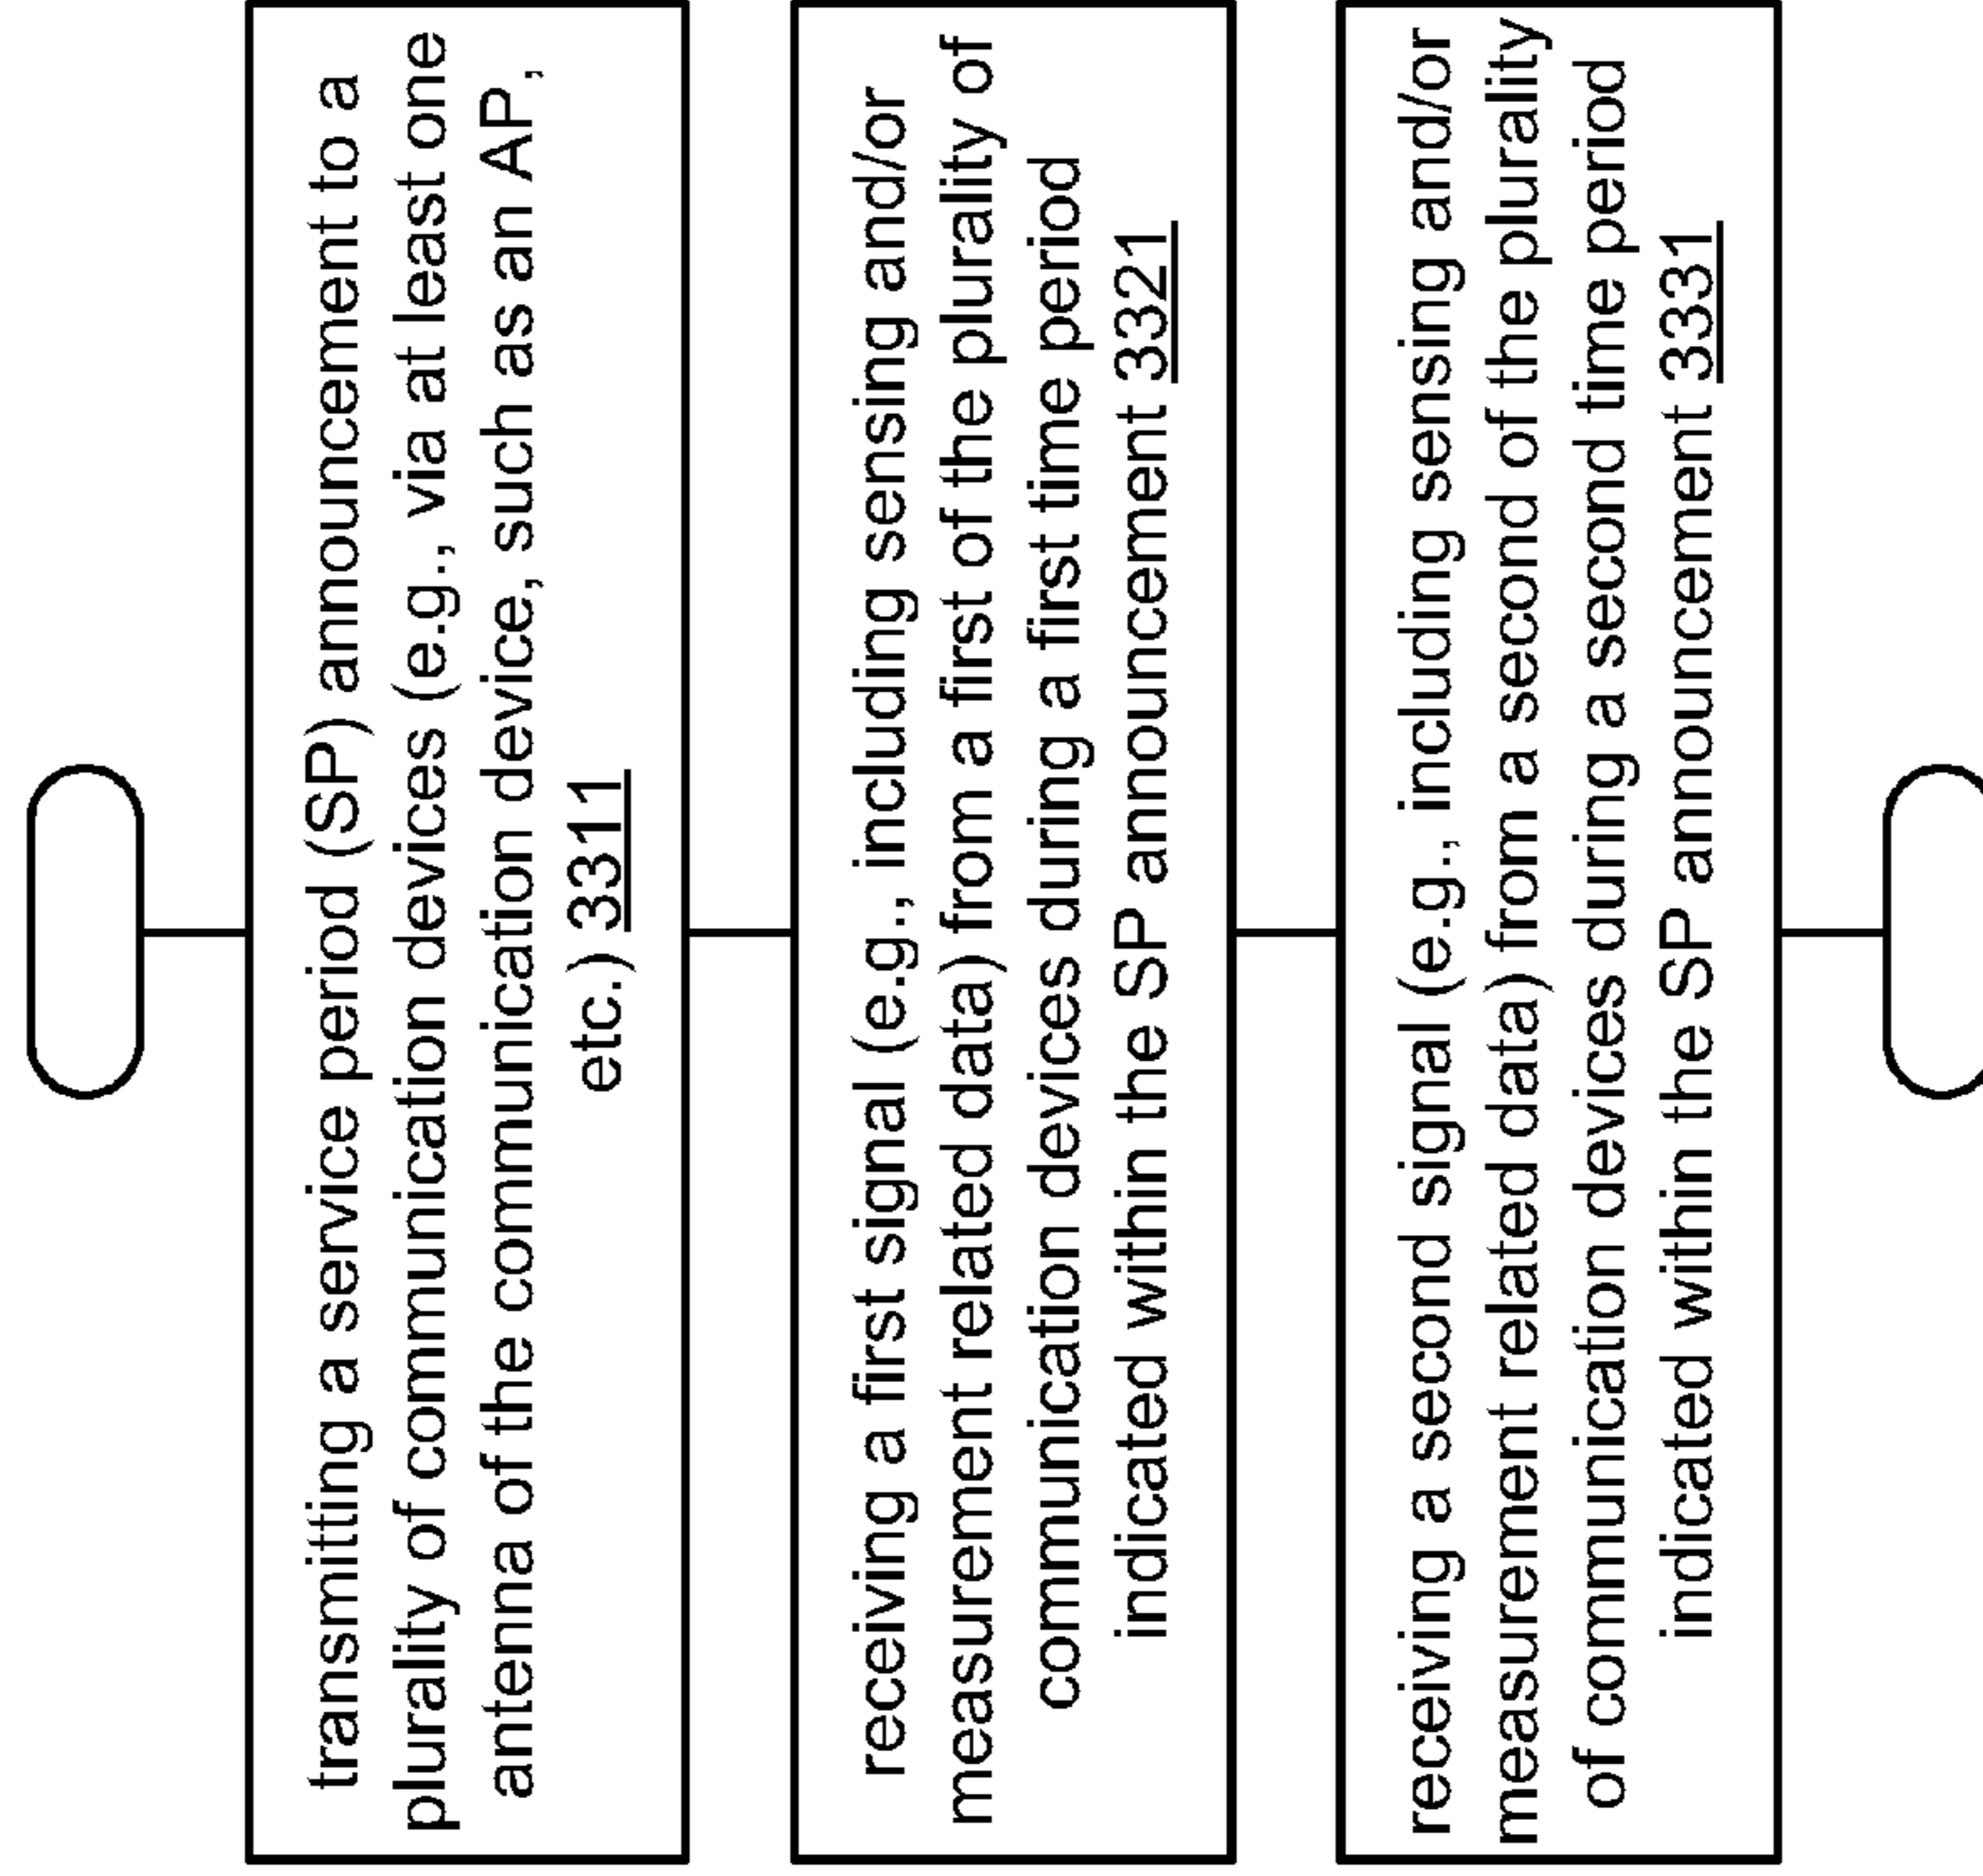 transmitting a service period (SP) announcement to a
plurality of communication devices (e.g., via at least one
antenna of the communication device, such as an AP,
etc.) 3311
receiving a first signal (e.g., including sensing and/or
measurement related data) from a first of the plurality of
communication devices during a first time period
indicated within the SP announcement 3321
receiving a second signal (e.g., including sensing and/or
measurement related data) from a second of the plurality
of communication devices during a second time period
indicated within the SP announcement 3331